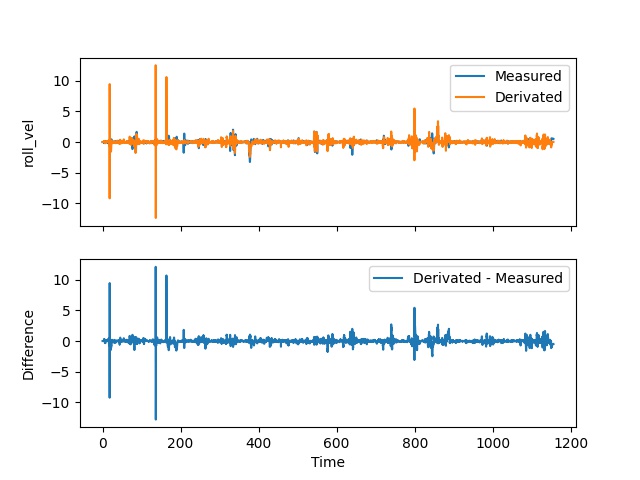 10
5
0
−5
−10
roll_vel
Measured
Derivated
10
5
0
−5
−10
Difference
Derivated - Measured
0 200 400 600 800 1000 1200
Time